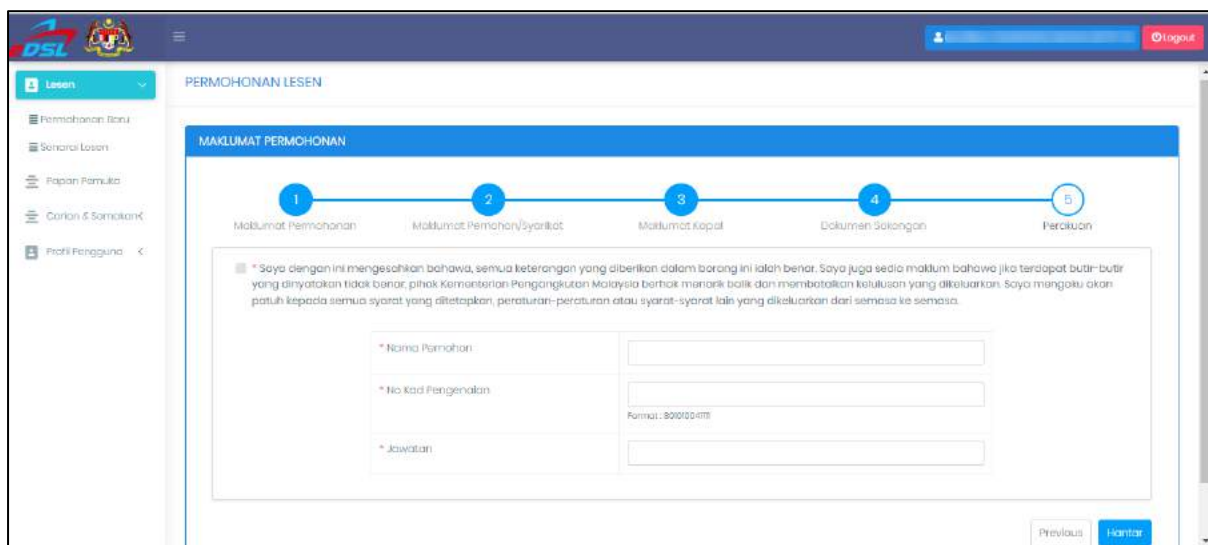 eDSL
Logout
Lesen
PERMOHONAN LESEN
Permohonan Baru
Senarai Lesen
Papan Pemuka
Carian & Semakan
Profil Pengguna
MAKLUMAT PERMOHONAN
1
2
3
4
5
Maklumat Permohonan
Maklumat Pemohon/Syarikat
Maklumat Kapal
Dokumen Sokongan
Perakuan
* Saya dengan ini mengesahkan bahawa, semua keterangan yang diberikan dalam borang ini ialah benar. Saya juga sedia maklum bahawa jika terdapat butir-butir
yang dinyatakan tidak benar, pihak Kementerian Pengangkutan Malaysia berhak menarik balik dan membatalkan kelulusan yang dikeluarkan. Saya mengaku akan
patuh kepada semua syarat yang ditetapkan, peraturan-peraturan atau syarat-syarat lain yang dikeluarkan dari semasa ke semasa.
* Nama Pemohon
* No Kad Pengenalan
Format :
* Jawatan
Previous
Hantar